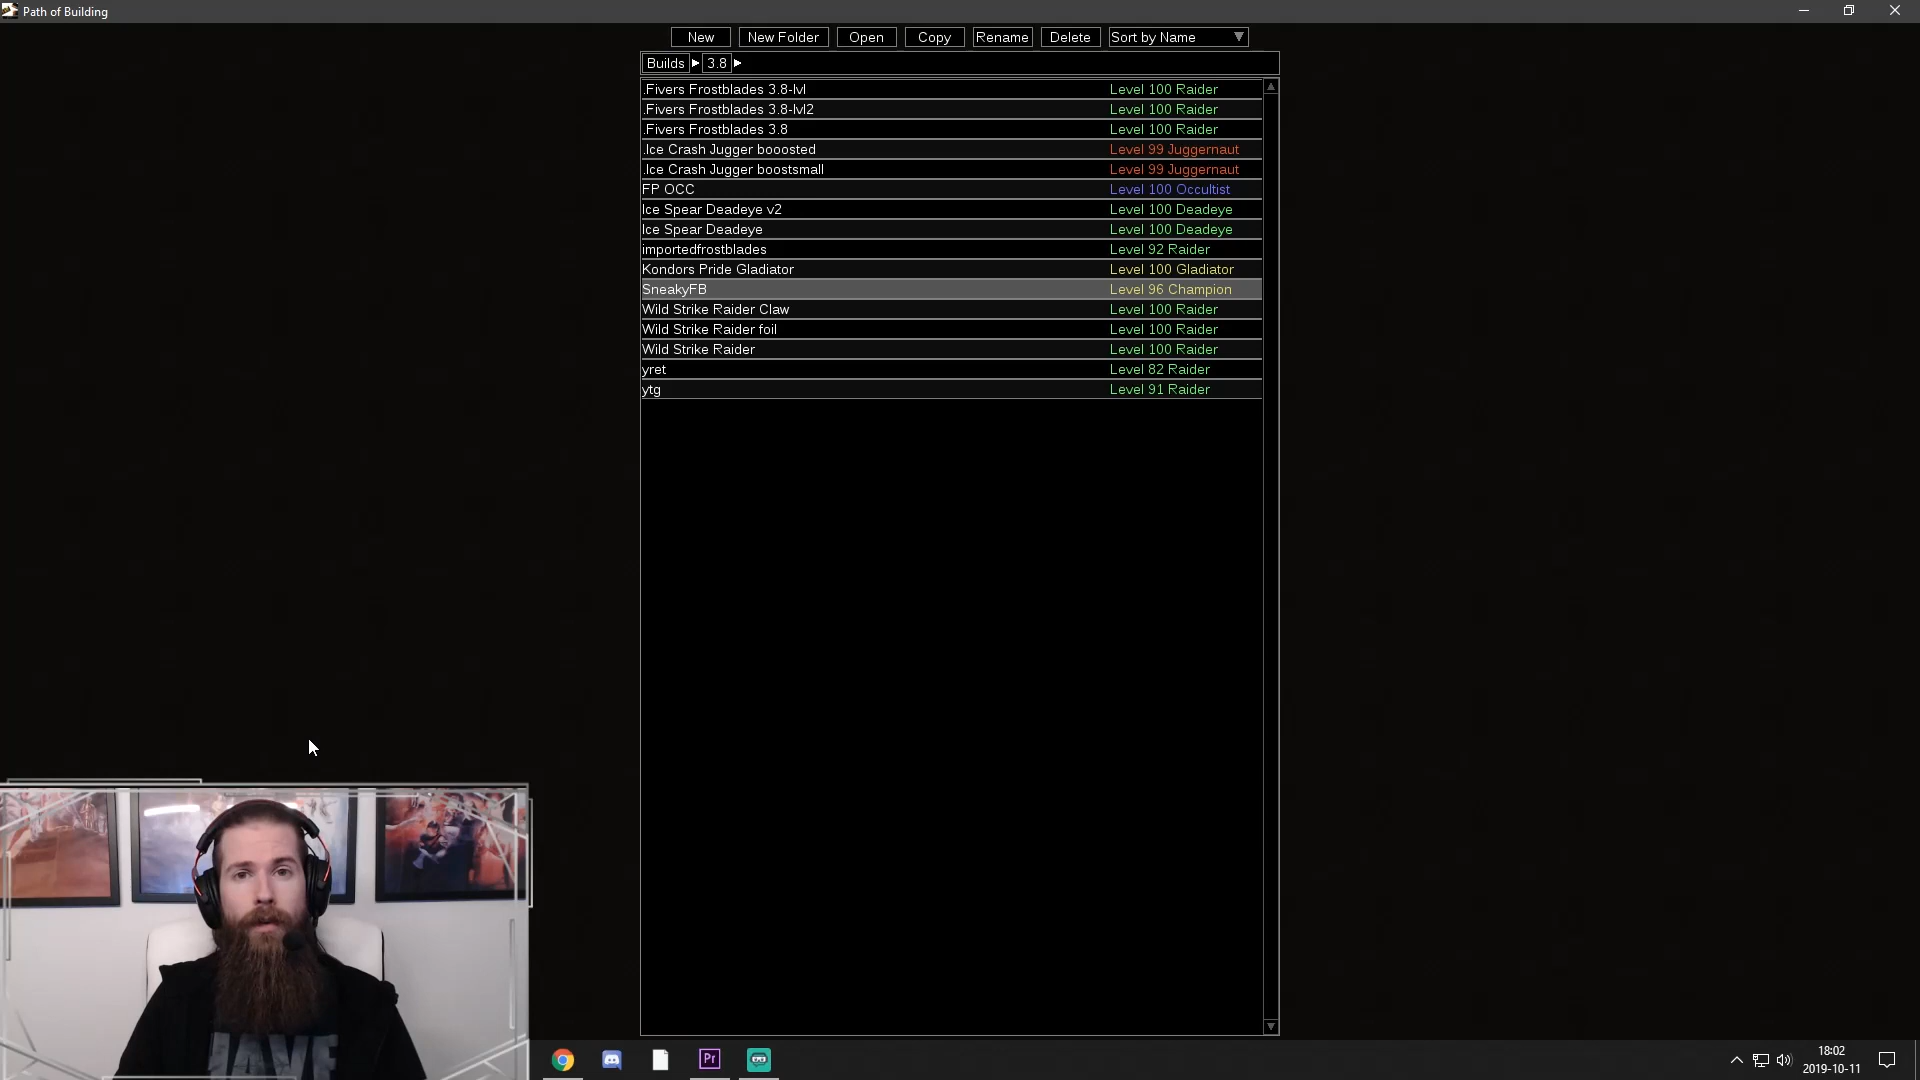 Path of Building
New New Folder Open Copy Rename Delete Sort by Name
Builds 3.8
.Fivers Frostblades 3.8-lvl Level 100 Raider
.Fivers Frostblades 3.8-lvl2 Level 100 Raider
.Fivers Frostblades 3.8 Level 100 Raider
.Ice Crash Jugger booosted Level 99 Juggernaut
.Ice Crash Jugger boostsmall Level 99 Juggernaut
FP OCC Level 100 Occultist
Ice Spear Deadeye v2 Level 100 Deadeye
Ice Spear Deadeye Level 100 Deadeye
importedfrostblades Level 92 Raider
Kondors Pride Gladiator Level 100 Gladiator
SneakyFB Level 96 Champion
Wild Strike Raider Claw Level 100 Raider
Wild Strike Raider foil Level 100 Raider
Wild Strike Raider Level 100 Raider
yret Level 82 Raider
ytg Level 91 Raider
Pr
18:02
2019-10-11